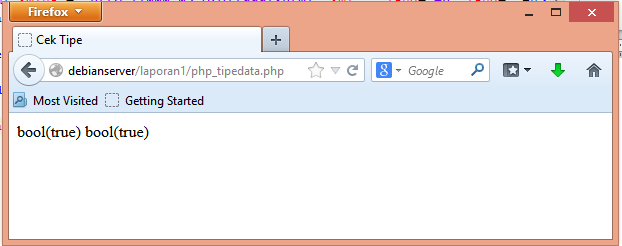 Firefox
Cek Tipe
debianserver/laporan1/php_tipedata.php
Google
Most Visited
Getting Started
bool(true) bool(true)